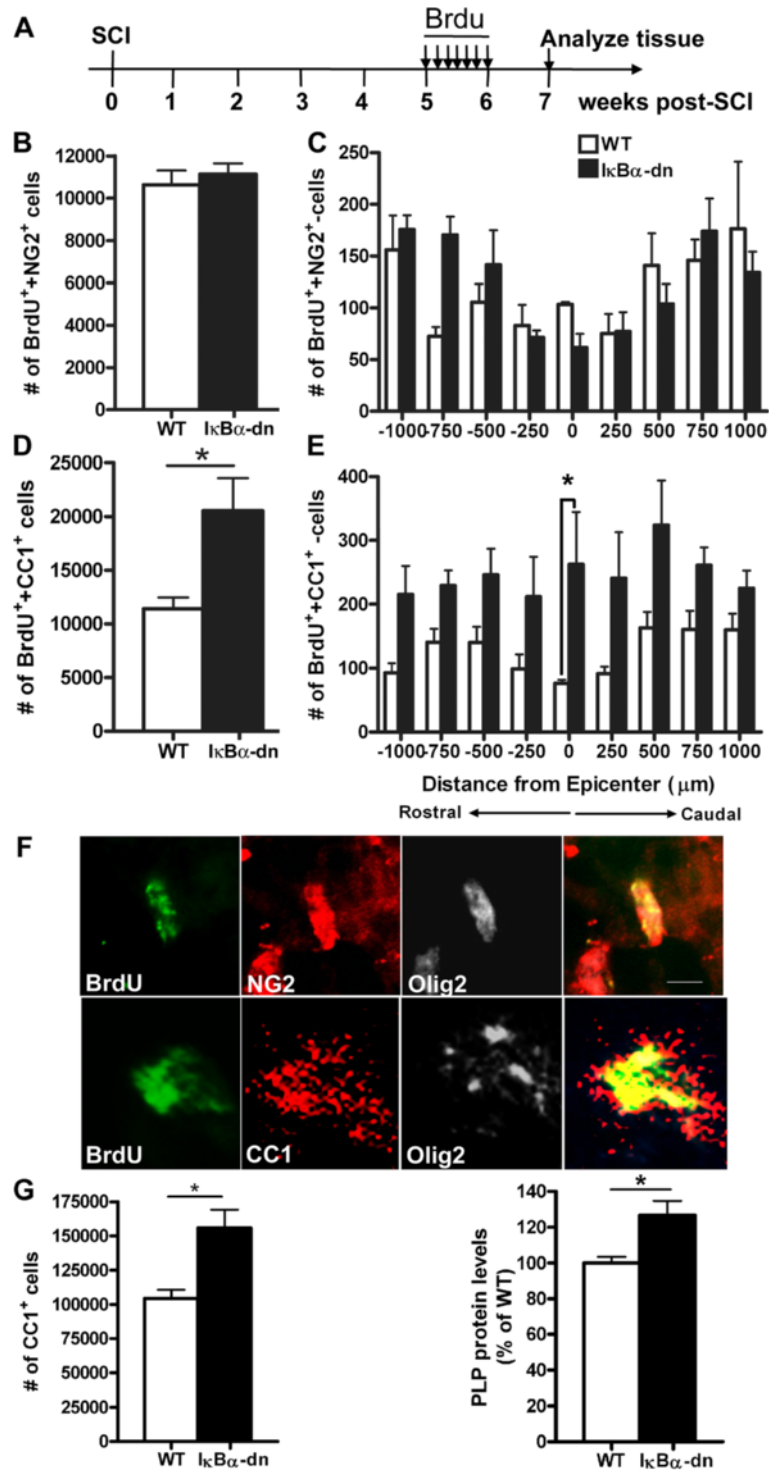 A
SCI
Brdu
Analyze tissue
0 1 2 3 4 5 6 7 weeks post-SCI
B
# of BrdU⁺+NG2⁺ cells
12000
10000
8000
6000
4000
2000
0
WT IκBα-dn
C
WT
IκBα-dn
# of BrdU⁺+NG2⁺-cells
250
200
150
100
50
0
-1000 -750 -500 -250 0 250 500 750 1000
D
*
# of BrdU⁺+CC1⁺ cells
25000
20000
15000
10000
5000
0
WT IκBα-dn
E
*
# of BrdU⁺+CC1⁺ -cells
400
300
200
100
0
-1000 -750 -500 -250 0 250 500 750 1000
Distance from Epicenter (μm)
Rostral Caudal
F
BrdU NG2 Olig2
BrdU CC1 Olig2
G
*
# of CC1⁺ cells
175000
150000
125000
100000
75000
50000
25000
0
WT IκBα-dn
*
PLP protein levels
(% of WT)
140
120
100
80
60
40
20
0
WT IκBα-dn